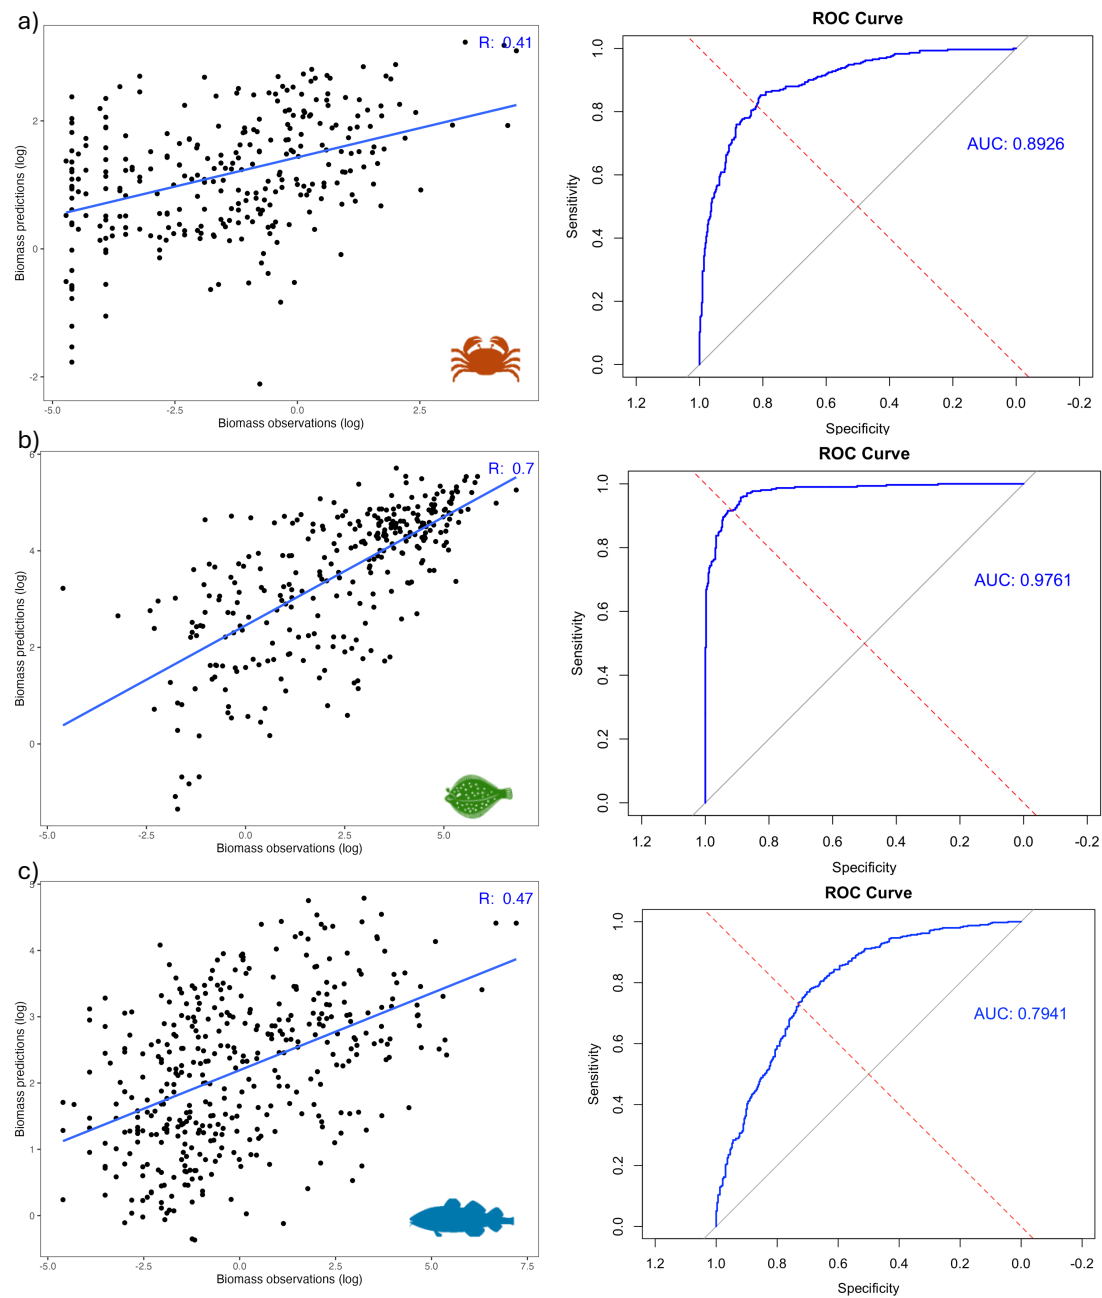 a)
R: 0.41
Biomass predictions (log)
2
0
-2
-5.0 -2.5 0.0 2.5
Biomass observations (log)
ROC Curve
AUC: 0.8926
Sensitivity
1.0
0.8
0.6
0.4
0.2
0.0
1.2 1.0 0.8 0.6 0.4 0.2 0.0 -0.2
Specificity
b)
R: 0.7
Biomass predictions (log)
6
4
2
0
-5.0 -2.5 0.0 2.5 5.0
Biomass observations (log)
ROC Curve
AUC: 0.9761
Sensitivity
1.0
0.8
0.6
0.4
0.2
0.0
1.2 1.0 0.8 0.6 0.4 0.2 0.0 -0.2
Specificity
c)
R: 0.47
Biomass predictions (log)
5
4
3
2
1
0
-5.0 -2.5 0.0 2.5 5.0 7.5
Biomass observations (log)
ROC Curve
AUC: 0.7941
Sensitivity
1.0
0.8
0.6
0.4
0.2
0.0
1.2 1.0 0.8 0.6 0.4 0.2 0.0 -0.2
Specificity